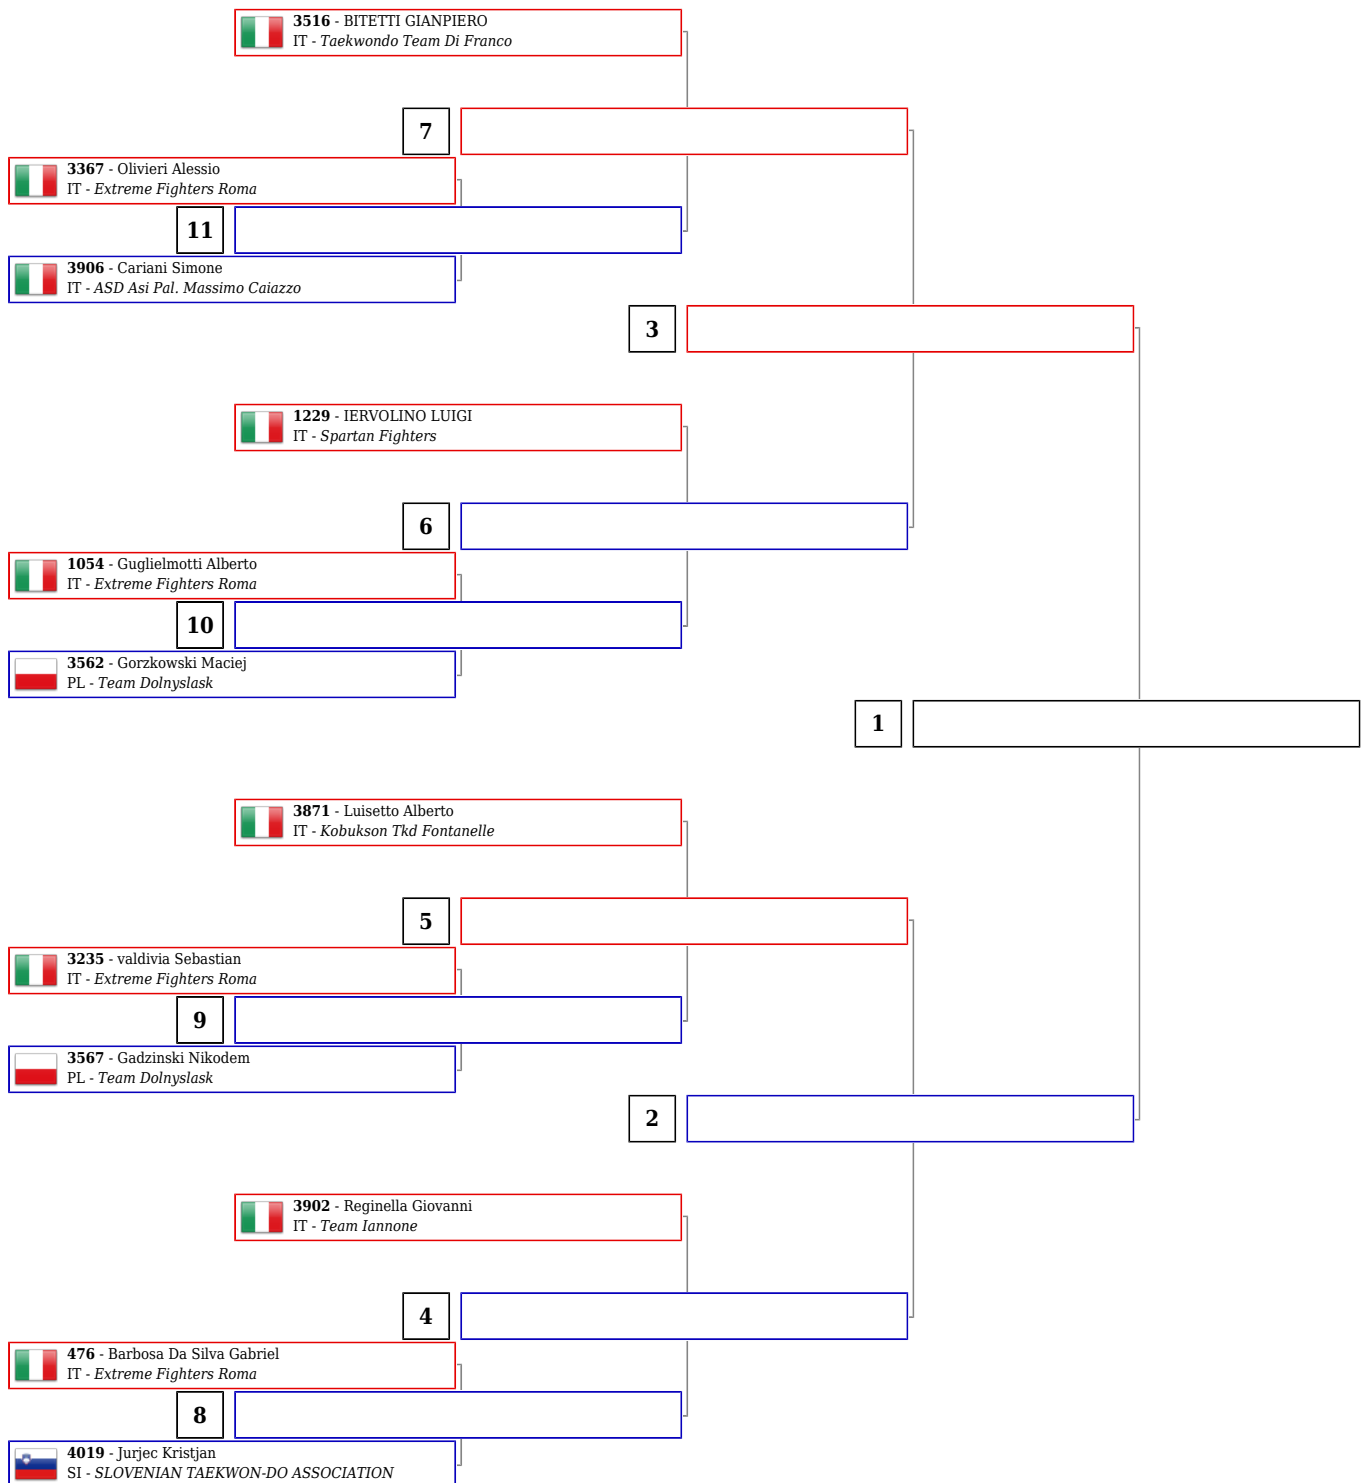 3516 - BITETTI GIANPIERO
IT - Taekwondo Team Di Franco
7
3367 - Olivieri Alessio
IT - Extreme Fighters Roma
11
3906 - Cariani Simone
IT - ASD Asi Pal. Massimo Caiazzo
3
1229 - IERVOLINO LUIGI
IT - Spartan Fighters
6
1054 - Guglielmotti Alberto
IT - Extreme Fighters Roma
10
3562 - Gorzkowski Maciej
PL - Team Dolnyslask
1
3871 - Luisetto Alberto
IT - Kobukson Tkd Fontanelle
5
3235 - valdivia Sebastian
IT - Extreme Fighters Roma
9
3567 - Gadzinski Nikodem
PL - Team Dolnyslask
2
3902 - Reginella Giovanni
IT - Team Iannone
4
476 - Barbosa Da Silva Gabriel
IT - Extreme Fighters Roma
8
4019 - Jurjec Kristjan
SI - SLOVENIAN TAEKWON-DO ASSOCIATION